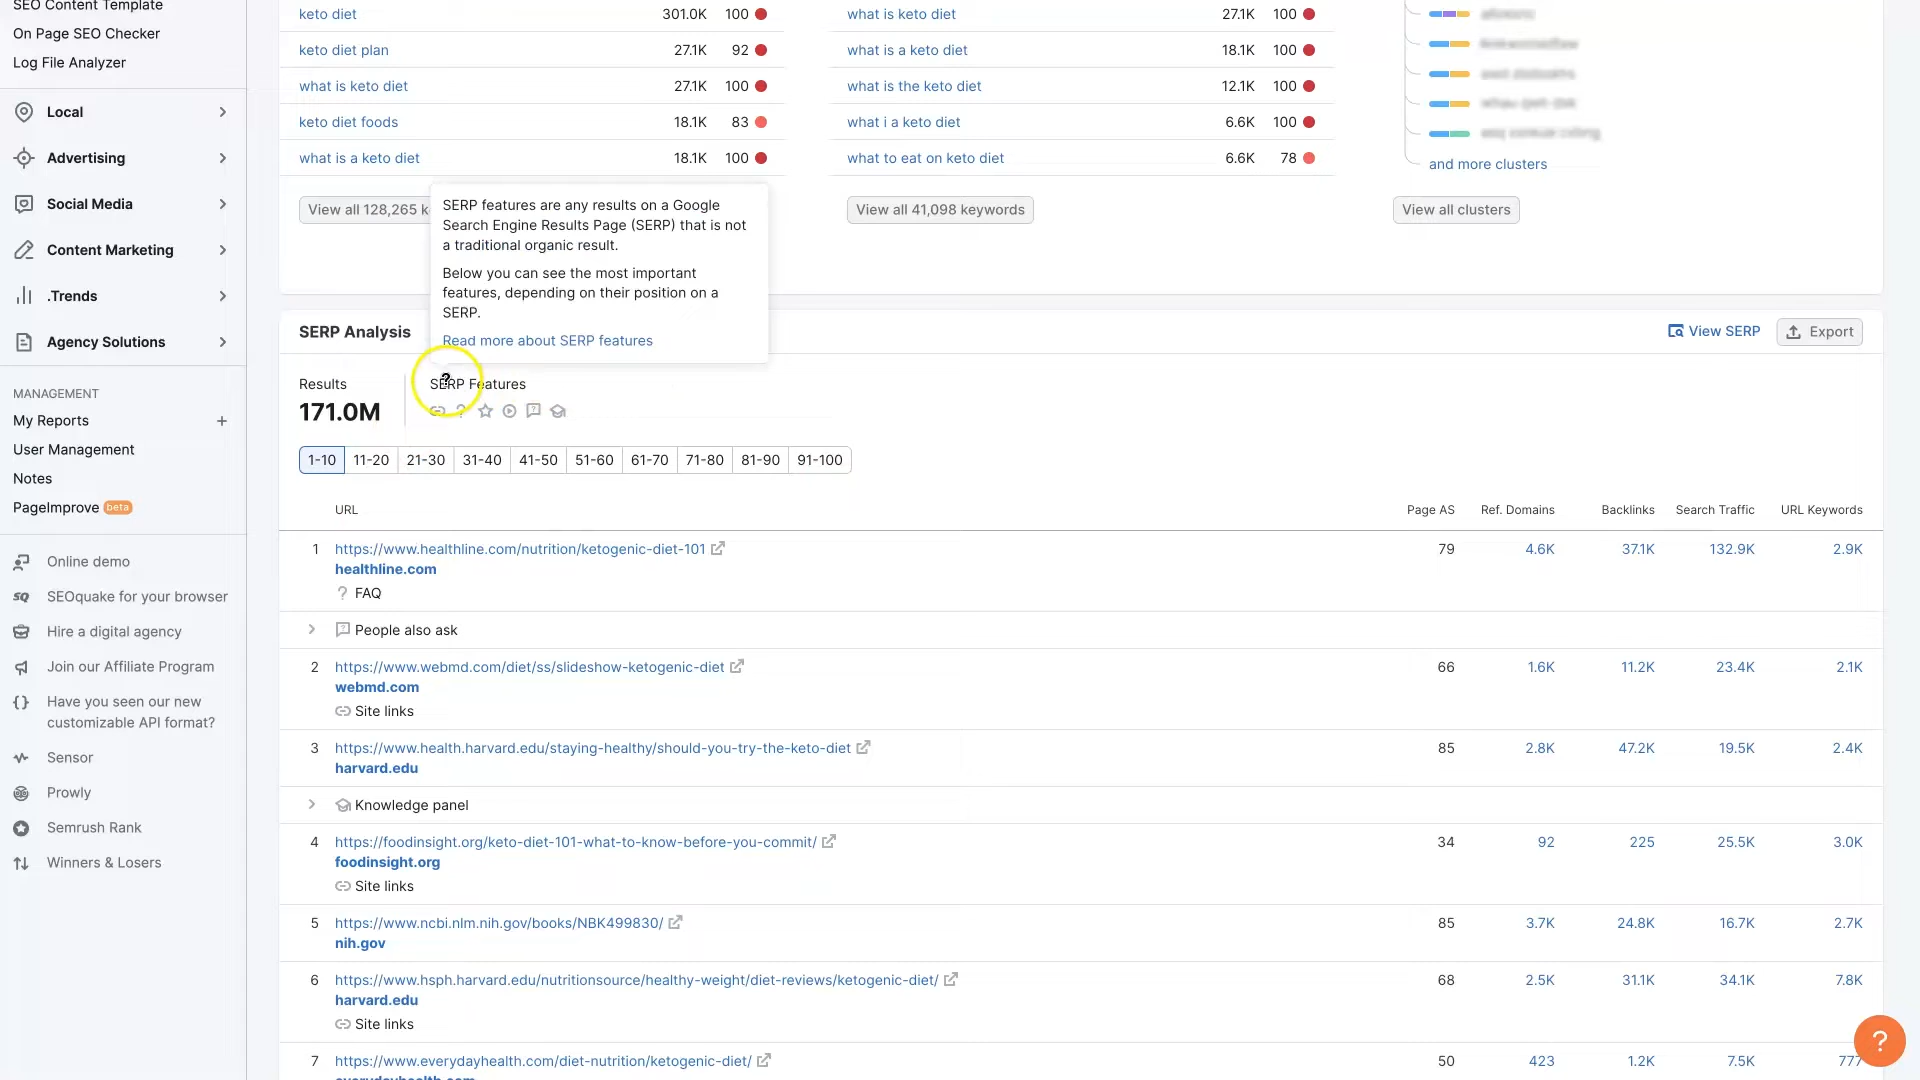 SEO Content Template
On Page SEO Checker
Log File Analyzer
Local
Advertising
Social Media
Content Marketing
.Trends
Agency Solutions
MANAGEMENT
My Reports +
User Management
Notes
PageImprove beta
Online demo
SEOquake for your browser
Hire a digital agency
Join our Affiliate Program
Have you seen our new
customizable API format?
Sensor
Prowly
Semrush Rank
Winners & Losers
keto diet 301.0K 100
keto diet plan 27.1K 92
what is keto diet 27.1K 100
keto diet foods 18.1K 83
what is a keto diet 18.1K 100
View all 128,265
what is keto diet 27.1K 100
what is a keto diet 18.1K 100
what is the keto diet 12.1K 100
what i a keto diet 6.6K 100
what to eat on keto diet 6.6K 78
View all 41,098 keywords
and more clusters
View all clusters
SERP features are any results on a Google
Search Engine Results Page (SERP) that is not
a traditional organic result.
Below you can see the most important
features, depending on their position on a
SERP.
Read more about SERP features
SERP Analysis
View SERP
Export
Results
171.0M
SERP Features
1-10 11-20 21-30 31-40 41-50 51-60 61-70 71-80 81-90 91-100
URL Page AS Ref. Domains Backlinks Search Traffic URL Keywords
1 https://www.healthline.com/nutrition/ketogenic-diet-101 79 4.6K 37.1K 132.9K 2.9K
healthline.com
? FAQ
People also ask
2 https://www.webmd.com/diet/ss/slideshow-ketogenic-diet 66 1.6K 11.2K 23.4K 2.1K
webmd.com
Site links
3 https://www.health.harvard.edu/staying-healthy/should-you-try-the-keto-diet 85 2.8K 47.2K 19.5K 2.4K
harvard.edu
Knowledge panel
4 https://foodinsight.org/keto-diet-101-what-to-know-before-you-commit/ 34 92 225 25.5K 3.0K
foodinsight.org
Site links
5 https://www.ncbi.nlm.nih.gov/books/NBK499830/ 85 3.7K 24.8K 16.7K 2.7K
nih.gov
6 https://www.hsph.harvard.edu/nutritionsource/healthy-weight/diet-reviews/ketogenic-diet/ 68 2.5K 31.1K 34.1K 7.8K
harvard.edu
Site links
7 https://www.everydayhealth.com/diet-nutrition/ketogenic-diet/ 50 423 1.2K 7.5K 777
everydayhealth.com
?